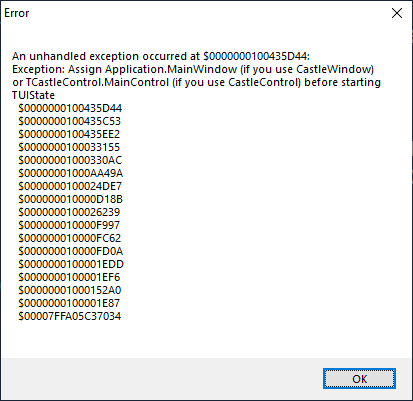 Error
An unhandled exception occurred at $0000000100435D44:
Exception: Assign Application.MainWindow (if you use CastleWindow)
or TCastleControl.MainControl (if you use CastleControl) before starting
TUIState
$0000000100435D44
$0000000100435C53
$0000000100435EE2
$0000000100033155
$00000001000330AC
$00000001000AA49A
$0000000100024DE7
$000000010000D18B
$0000000100026239
$000000010000F997
$000000010000FC62
$000000010000FD0A
$0000000100001EDD
$0000000100001EF6
$00000001000152A0
$0000000100001E87
$00007FFA05C37034
OK